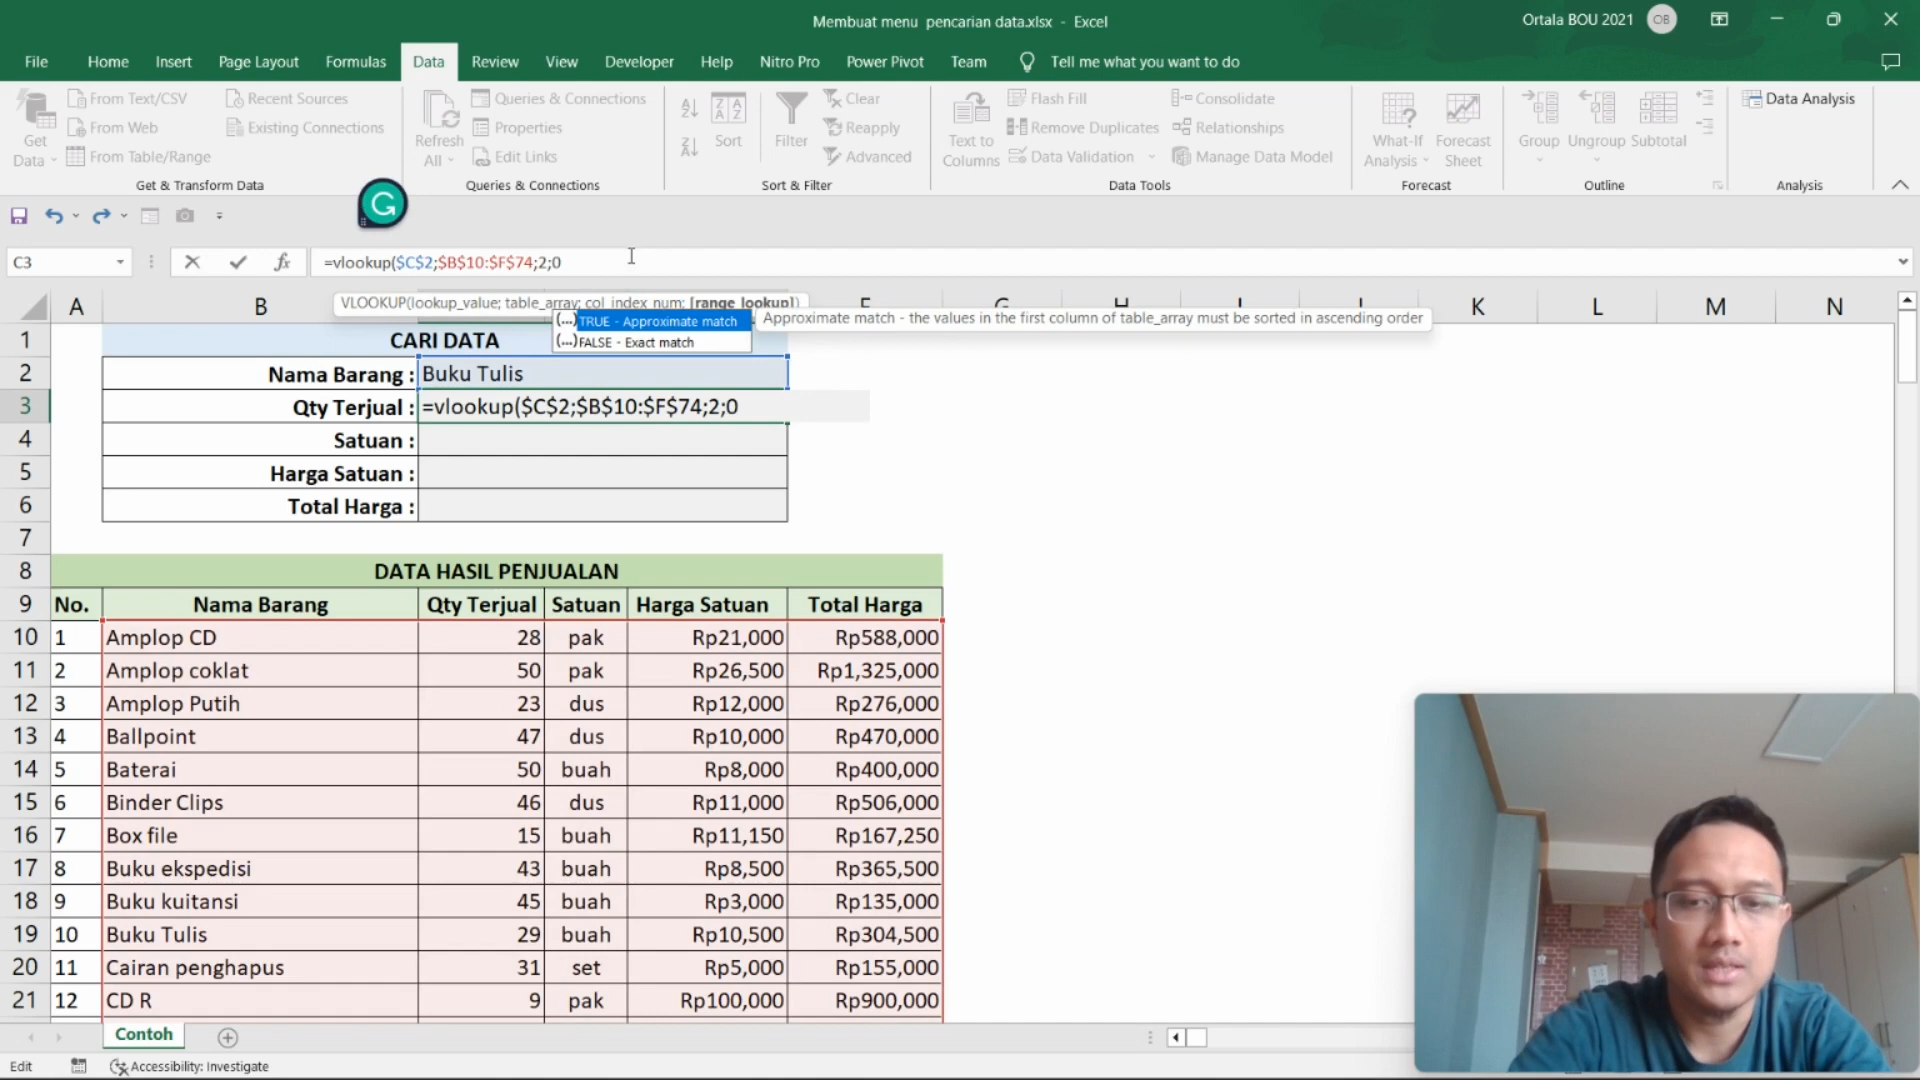 Membuat menu pencarian data.xlsx - Excel
Ortala BOU 2021 OB
File Home Insert Page Layout Formulas Data Review View Developer Help Nitro Pro Power Pivot Team Tell me what you want to do
Get Data
From Text/CSV
From Web
From Table/Range
Recent Sources
Existing Connections
Get & Transform Data
Refresh All
Queries & Connections
Properties
Edit Links
Queries & Connections
Sort
Filter
Clear
Reapply
Advanced
Sort & Filter
Text to Columns
Flash Fill
Remove Duplicates
Data Validation
Consolidate
Relationships
Manage Data Model
Data Tools
What-If Analysis
Forecast Sheet
Forecast
Group
Ungroup
Subtotal
Outline
Data Analysis
Analysis
C3 fx =vlookup($C$2;$B$10:$F$74;2;0
VLOOKUP(lookup_value; table_array; col_index_num; [range_lookup])
(...)TRUE - Approximate match
(...)FALSE - Exact match
Approximate match - the values in the first column of table_array must be sorted in ascending order
A B K L M N
1 CARI DATA
2 Nama Barang : Buku Tulis
3 Qty Terjual : =vlookup($C$2;$B$10:$F$74;2;0
4 Satuan :
5 Harga Satuan :
6 Total Harga :
7
8 DATA HASIL PENJUALAN
9 No. Nama Barang Qty Terjual Satuan Harga Satuan Total Harga
10 1 Amplop CD 28 pak Rp21,000 Rp588,000
11 2 Amplop coklat 50 pak Rp26,500 Rp1,325,000
12 3 Amplop Putih 23 dus Rp12,000 Rp276,000
13 4 Ballpoint 47 dus Rp10,000 Rp470,000
14 5 Baterai 50 buah Rp8,000 Rp400,000
15 6 Binder Clips 46 dus Rp11,000 Rp506,000
16 7 Box file 15 buah Rp11,150 Rp167,250
17 8 Buku ekspedisi 43 buah Rp8,500 Rp365,500
18 9 Buku kuitansi 45 buah Rp3,000 Rp135,000
19 10 Buku Tulis 29 buah Rp10,500 Rp304,500
20 11 Cairan penghapus 31 set Rp5,000 Rp155,000
21 12 CD R 9 pak Rp100,000 Rp900,000
Contoh
Edit Accessibility: Investigate